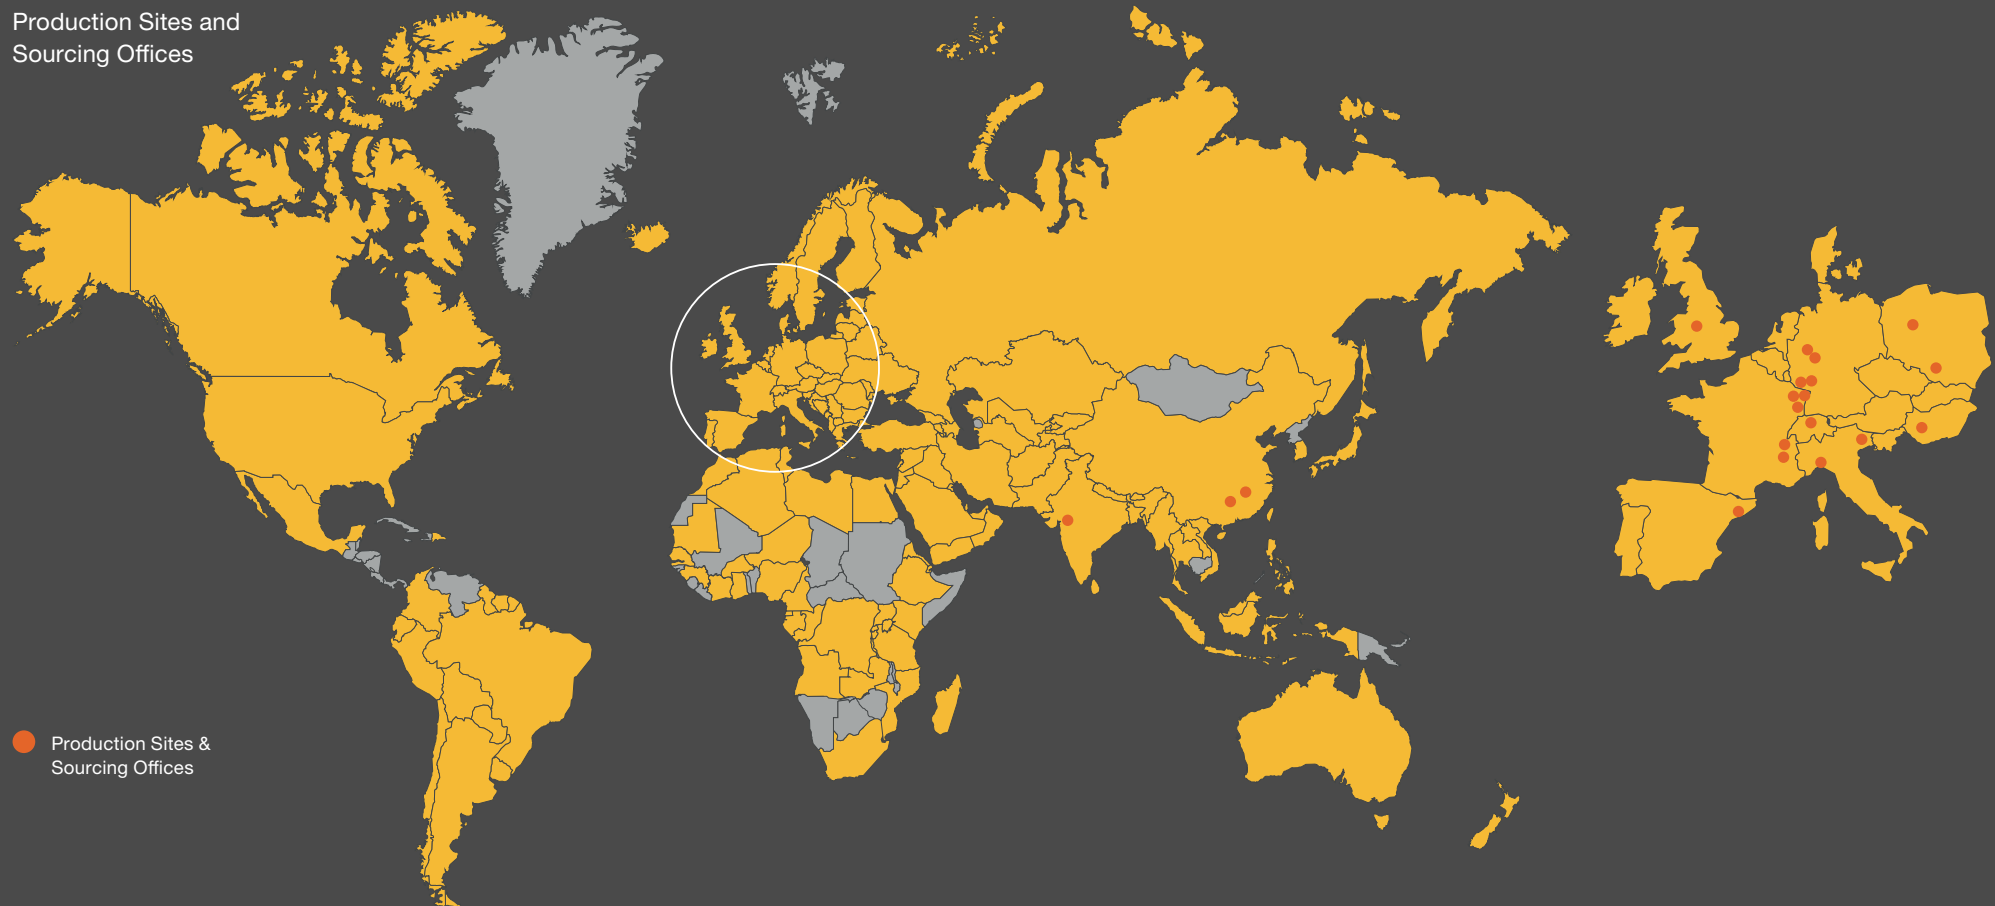 Production Sites and
Sourcing Offices
Production Sites &
Sourcing Offices